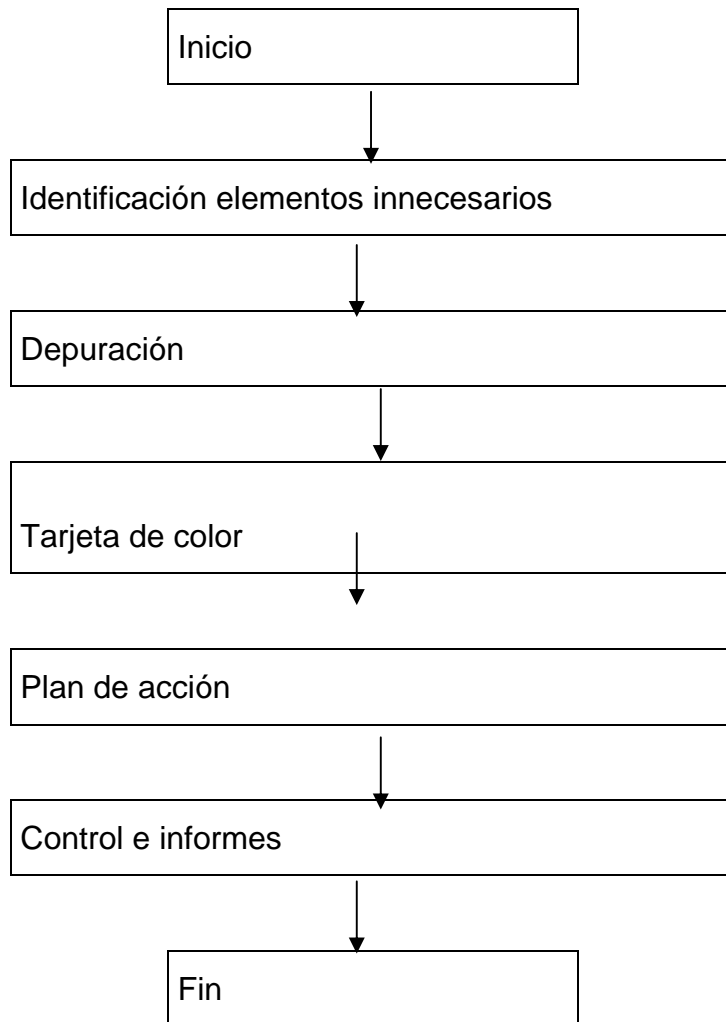 Inicio
Identificación elementos innecesarios
Depuración
Tarjeta de color
Plan de acción
Control e informes
Fin